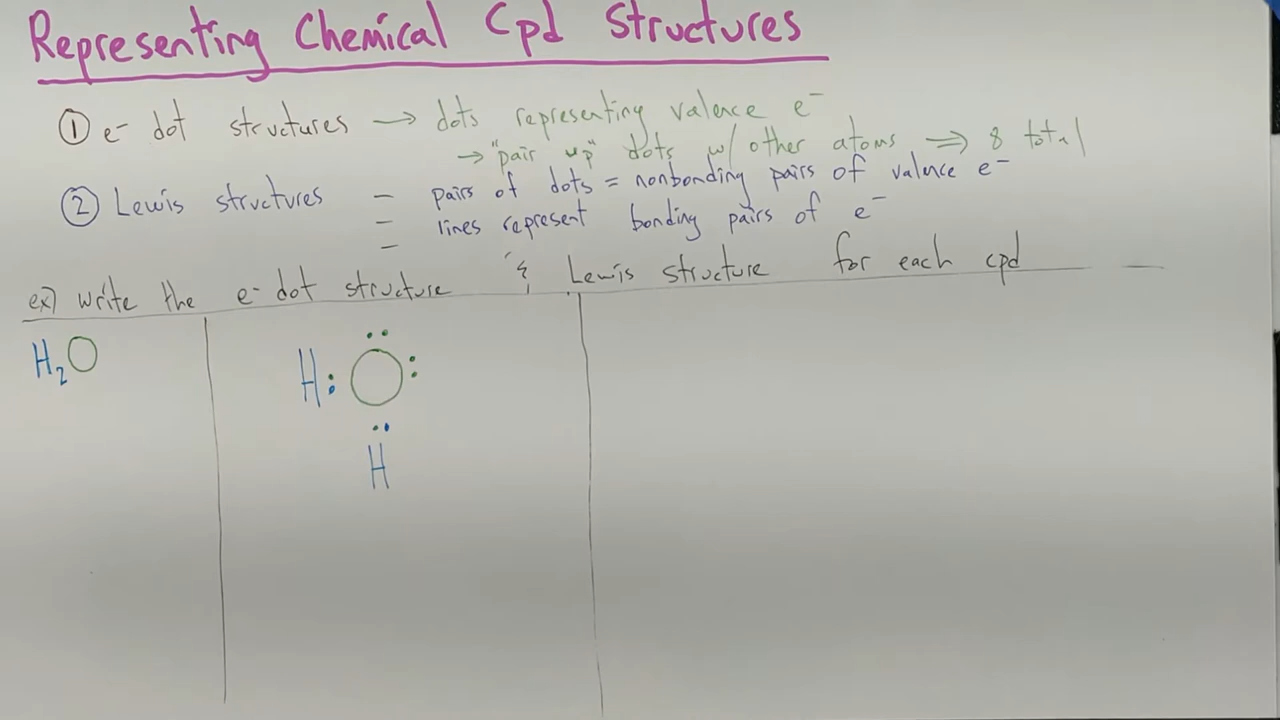 Representing Chemical Cpd Structures
① e⁻ dot structures → dots representing valence e⁻
→ "pair up" dots w/ other atoms ⇒ 8 total
② Lewis structures - pairs of dots = nonbonding pairs of valence e⁻
- lines represent bonding pairs of e⁻
-
ex) write the e⁻ dot structure & Lewis structure for each cpd
H₂O
H:O:
H